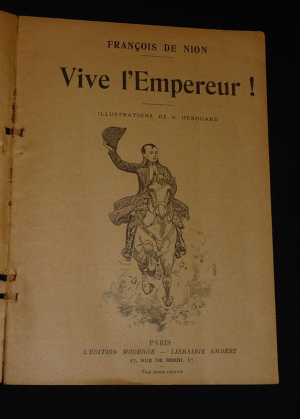 FRANÇOIS DE NION
Vive l'Empereur !
ILLUSTRATIONS DE C. HÉROUARD
PARIS
L'ÉDITION MODERNE — LIBRAIRIE AMBERT
47, RUE DE BERRI, 47
Tous droits réservés